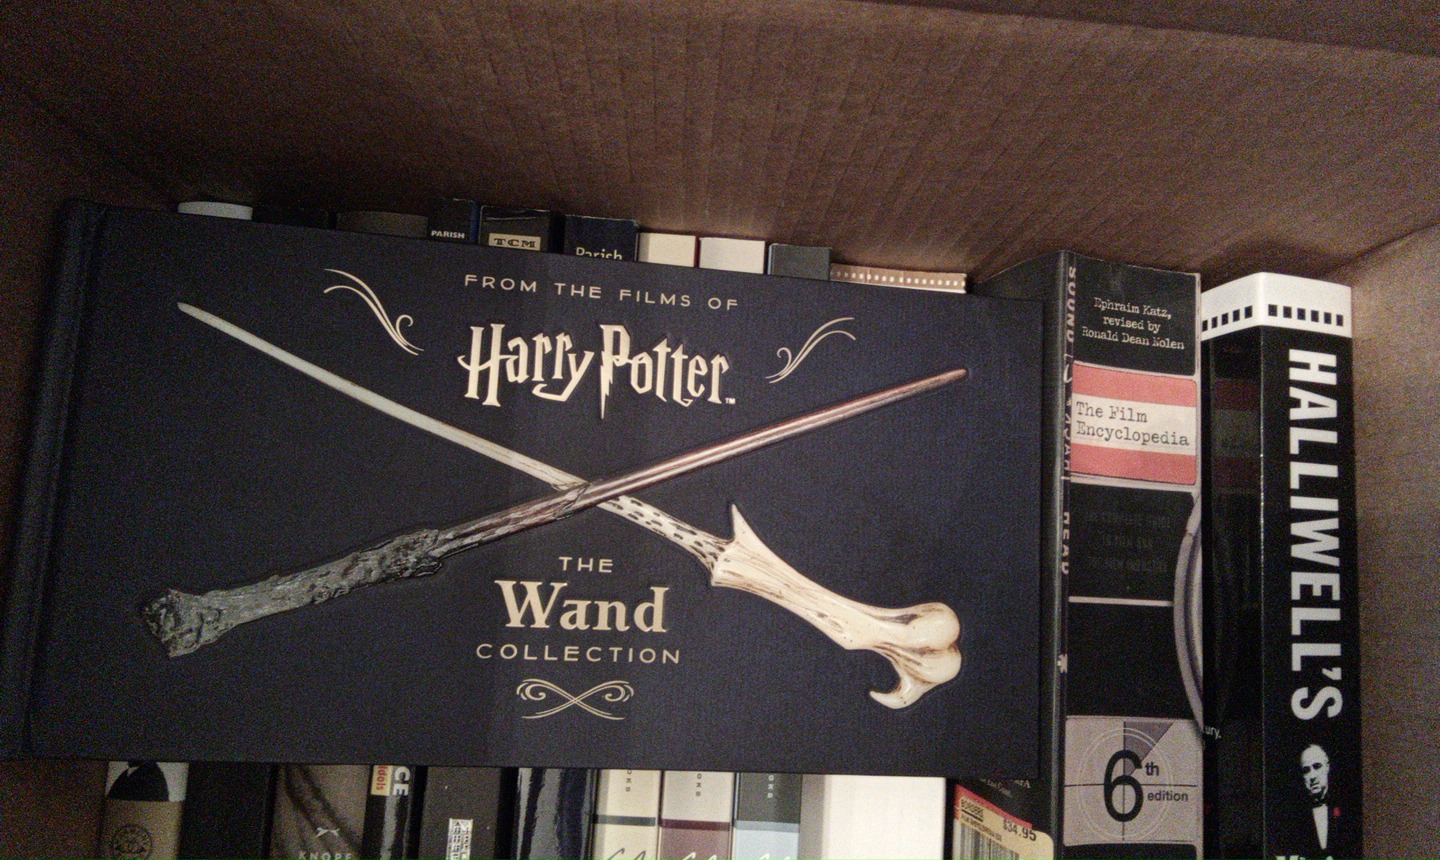 PARISH
TCM
Parish
FROM THE FILMS OF
Harry Potter
THE
Wand
COLLECTION
Ephraim Katz,
revised by
Ronald Dean Nolen
The Film
Encyclopedia
6th
edition
HALLIWELL'S
KNOPF
BORDERS
$34.95